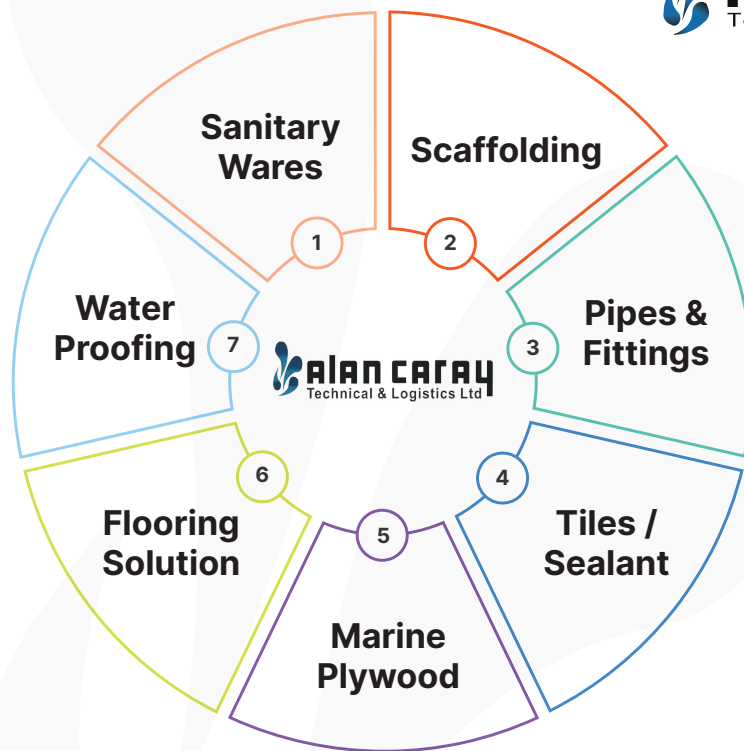 Sanitary
Wares
1
Scaffolding
2
Pipes &
Fittings
3
Tiles /
Sealant
4
Marine
Plywood
5
Flooring
Solution
6
Water
Proofing
7
alan caray
Technical & Logistics Ltd